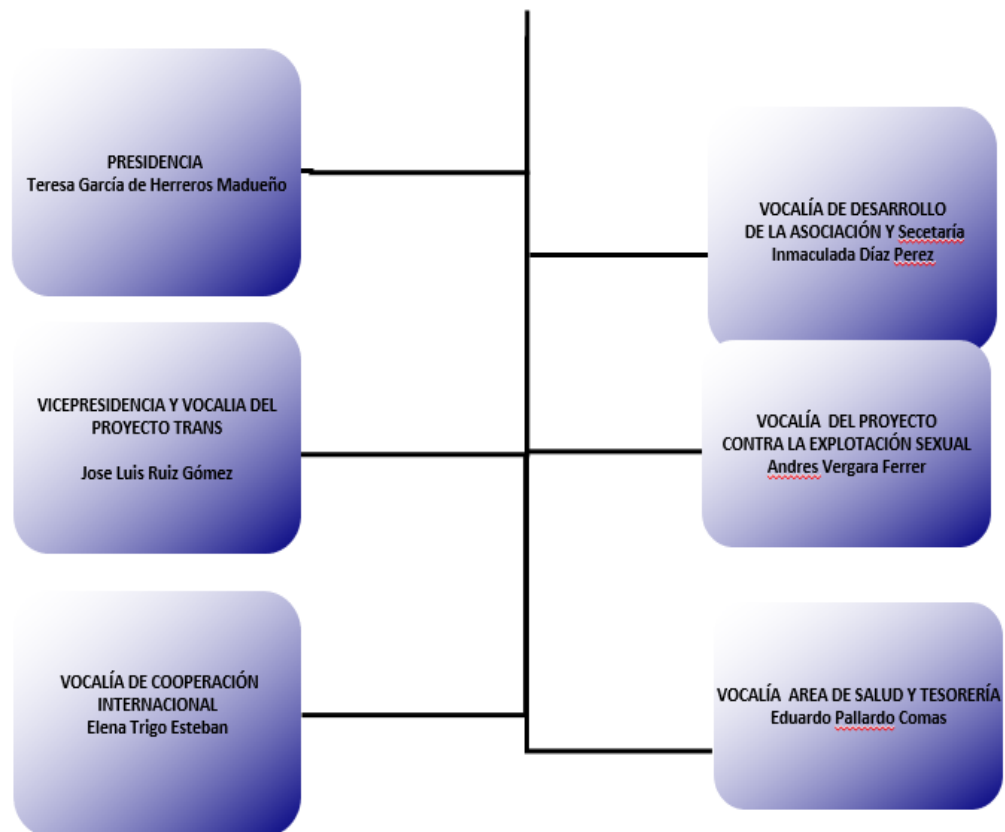 PRESIDENCIA
Teresa García de Herreros Madueño
VOCALÍA DE DESARROLLO
DE LA ASOCIACIÓN Y Secetaría
Inmaculada Díaz Perez
VICEPRESIDENCIA Y VOCALIA DEL
PROYECTO TRANS
Jose Luis Ruiz Gómez
VOCALÍA DEL PROYECTO
CONTRA LA EXPLOTACIÓN SEXUAL
Andres Vergara Ferrer
VOCALÍA DE COOPERACIÓN
INTERNACIONAL
Elena Trigo Esteban
VOCALÍA AREA DE SALUD Y TESORERÍA
Eduardo Pallardo Comas